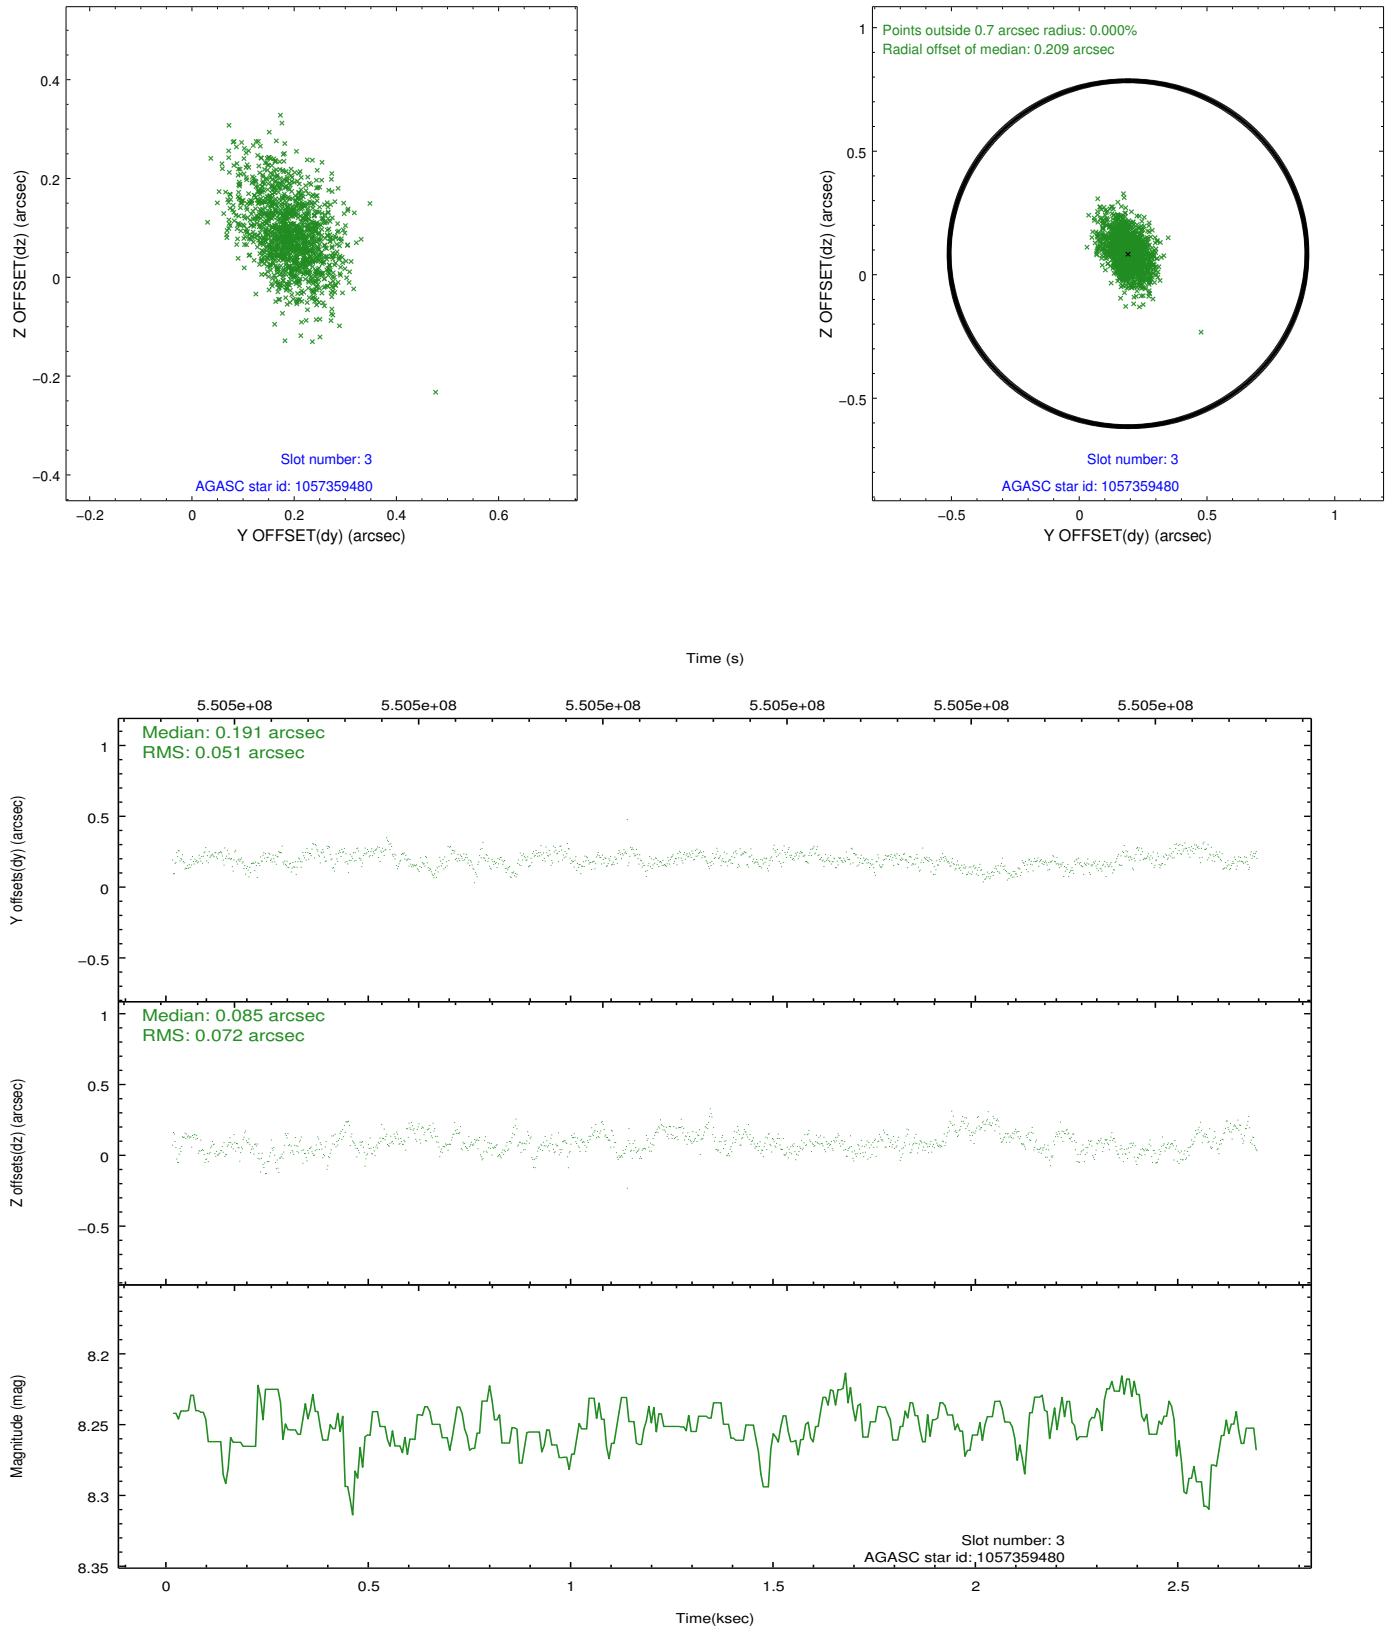 0.4
0.2
0
−0.2
−0.4
Z OFFSET(dz) (arcsec)
Slot number: 3
AGASC star id: 1057359480
−0.2 0 0.2 0.4 0.6
Y OFFSET(dy) (arcsec)
Points outside 0.7 arcsec radius: 0.000%
Radial offset of median: 0.209 arcsec
1
0.5
0
−0.5
Z OFFSET(dz) (arcsec)
Slot number: 3
AGASC star id: 1057359480
−0.5 0 0.5 1
Y OFFSET(dy) (arcsec)
Time (s)
5.505e+08 5.505e+08 5.505e+08 5.505e+08 5.505e+08 5.505e+08
Median: 0.191 arcsec
RMS: 0.051 arcsec
1
0.5
0
−0.5
Y offsets(dy) (arcsec)
Median: 0.085 arcsec
RMS: 0.072 arcsec
1
0.5
0
−0.5
Z offsets(dz) (arcsec)
8.2
8.25
8.3
8.35
Magnitude (mag)
Slot number: 3
AGASC star id: 1057359480
0 0.5 1 1.5 2 2.5
Time(ksec)